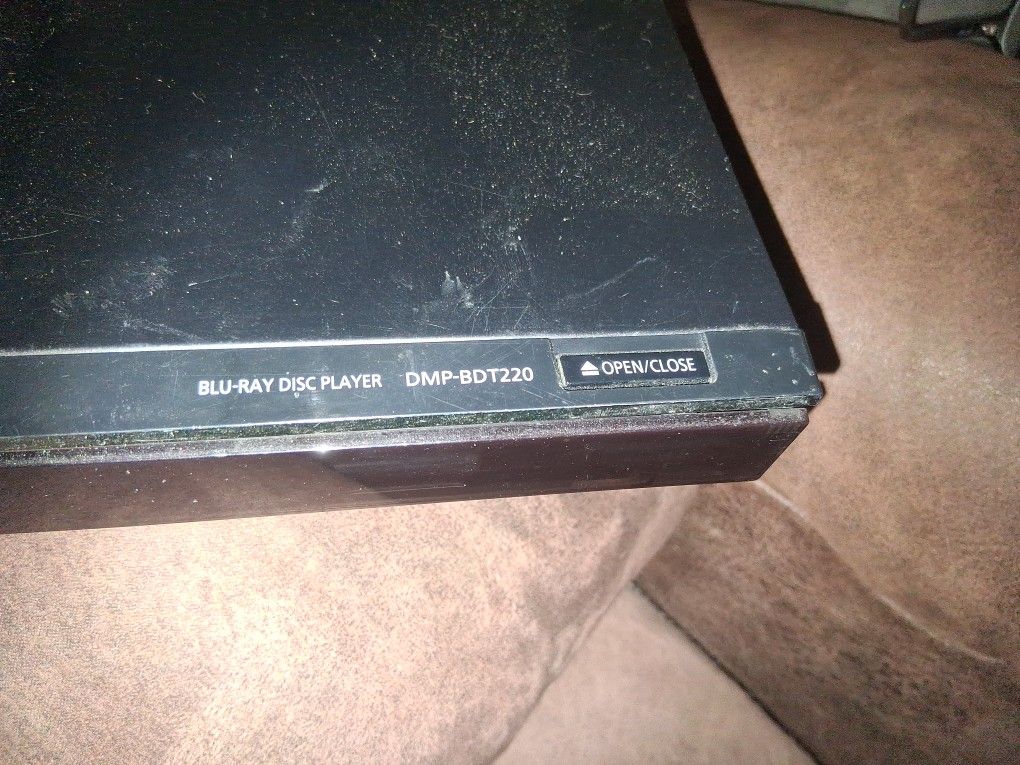 BLU-RAY DISC PLAYER DMP-BDT220 ⏏OPEN/CLOSE